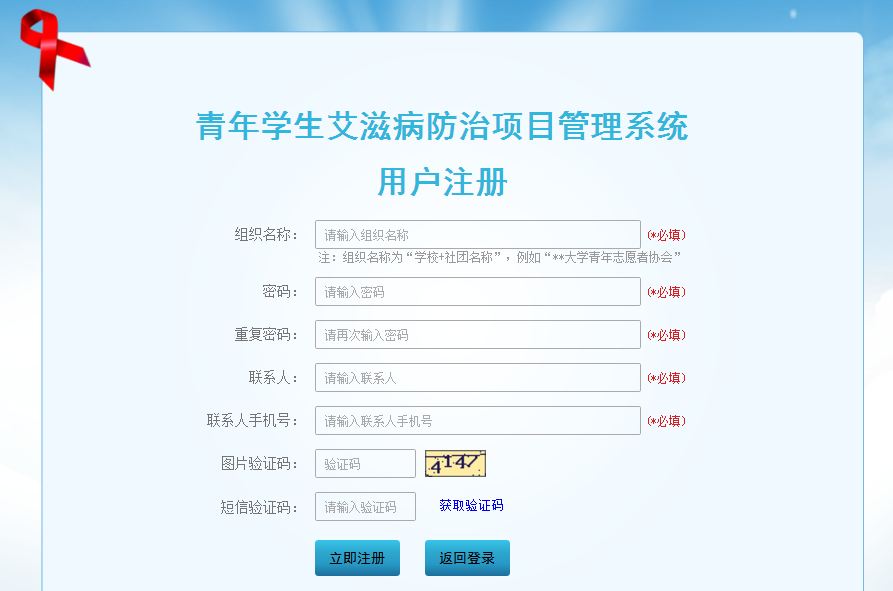 青年学生艾滋病防治项目管理系统
用户注册
组织名称： 请输入组织名称 (*必填)
注：组织名称为“学校+社团名称”，例如“**大学青年志愿者协会”
密码： 请输入密码 (*必填)
重复密码： 请再次输入密码 (*必填)
联系人： 请输入联系人 (*必填)
联系人手机号： 请输入联系人手机号 (*必填)
图片验证码： 验证码 4147
短信验证码： 请输入验证码 获取验证码
立即注册 返回登录